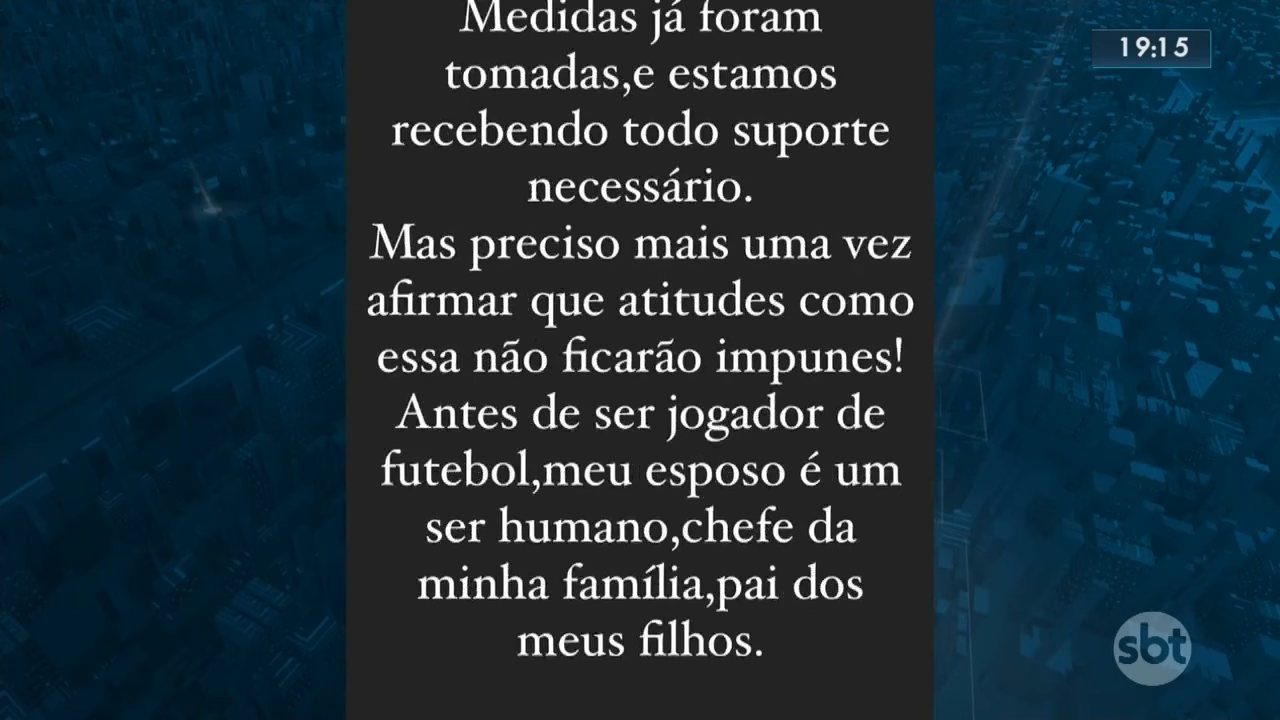 Medidas já foram
tomadas,e estamos
recebendo todo suporte
necessário.
Mas preciso mais uma vez
afirmar que atitudes como
essa não ficarão impunes!
Antes de ser jogador de
futebol,meu esposo é um
ser humano,chefe da
minha família,pai dos
meus filhos.
19:15
sbt